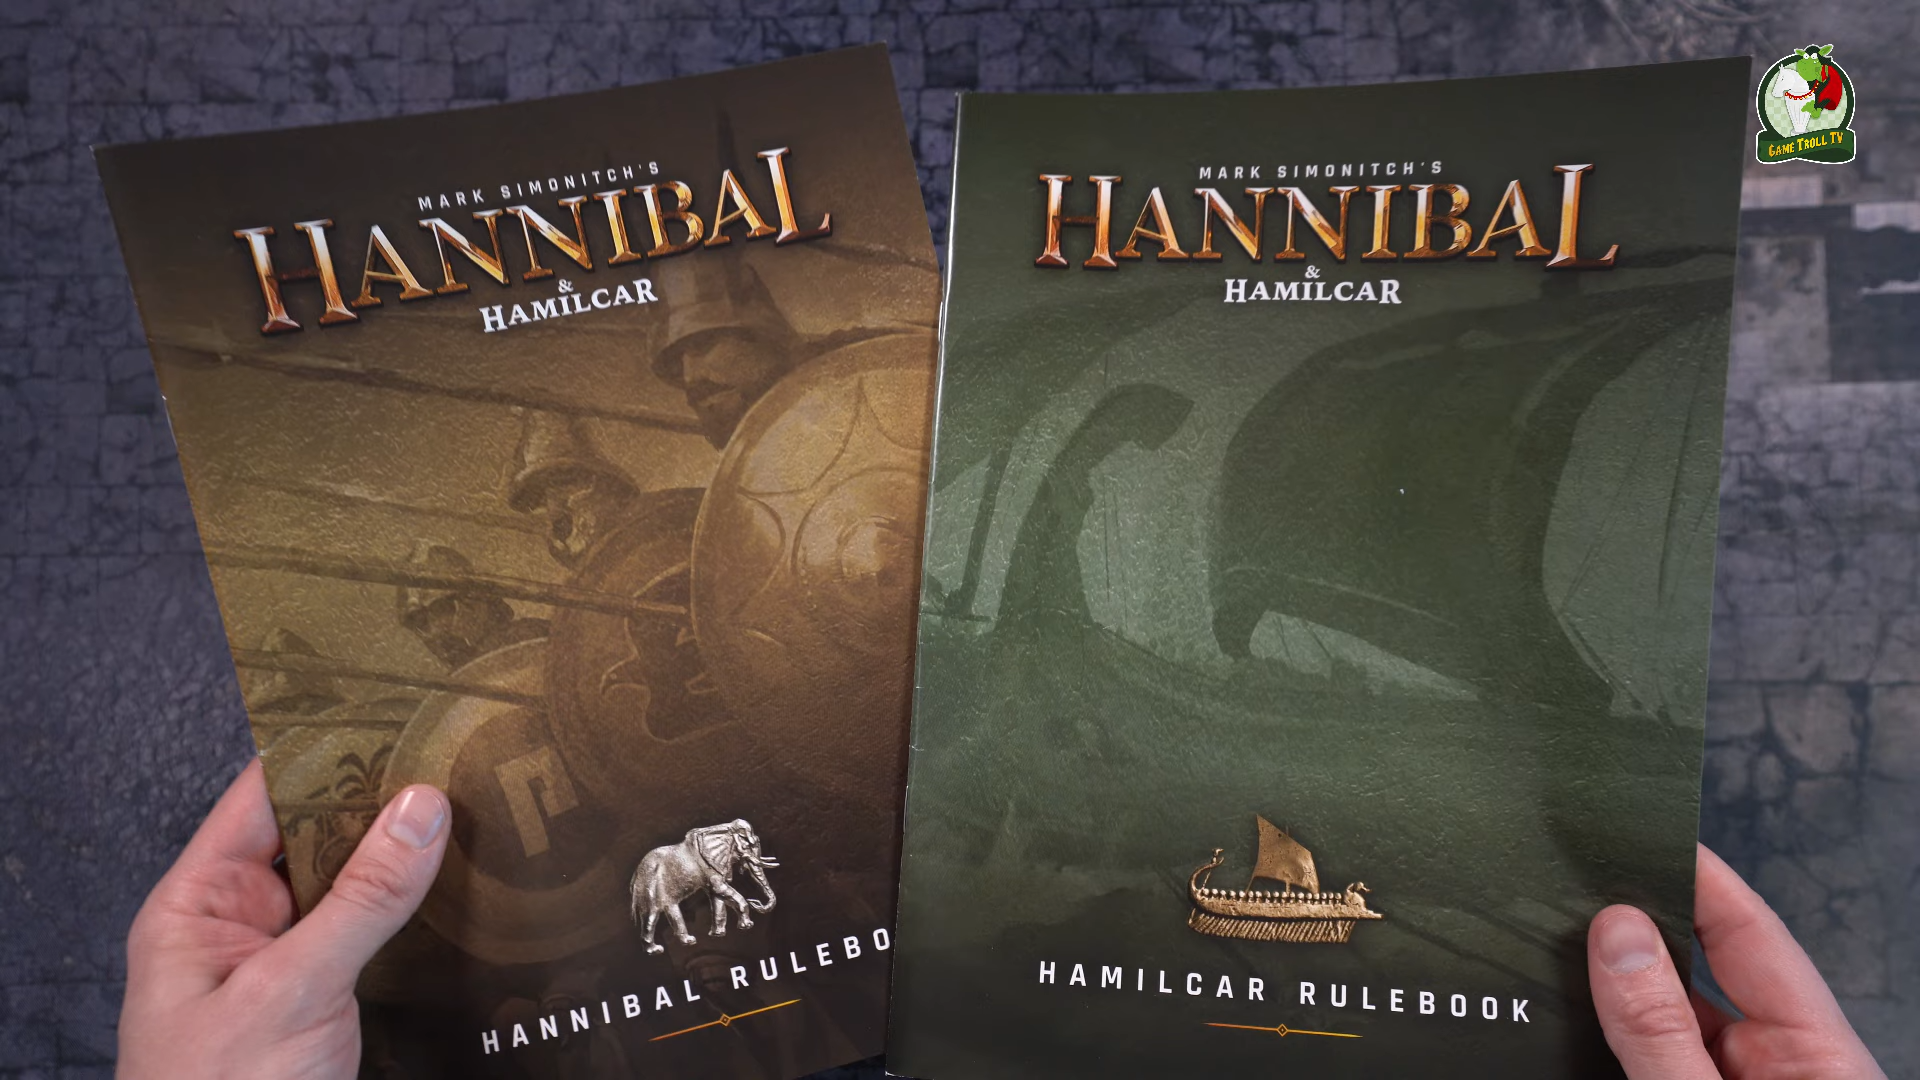 MARK SIMONITCH'S
HANNIBAL
&
HAMILCAR
HANNIBAL RULEBO
MARK SIMONITCH'S
HANNIBAL
&
HAMILCAR
HAMILCAR RULEBOOK
GAME TROLL TV